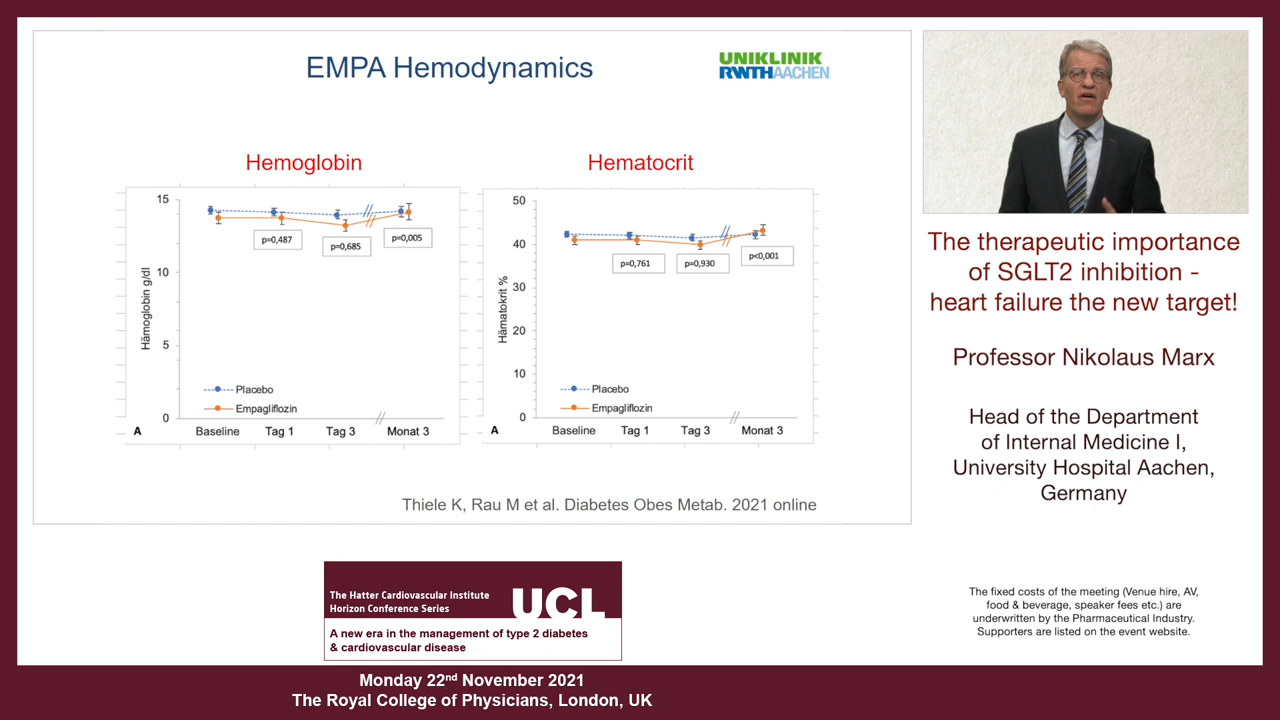 EMPA Hemodynamics
UNIKLINIK
RWTHAACHEN
Hemoglobin
Hämoglobin g/dl
15
10
5
0
p=0,487
p=0,685
p=0,005
Placebo
Empagliflozin
A
Baseline
Tag 1
Tag 3
Monat 3
Hematocrit
Hämatokrit %
50
40
30
20
10
0
p=0,761
p=0,930
p<0,001
Placebo
Empagliflozin
A
Baseline
Tag 1
Tag 3
Monat 3
Thiele K, Rau M et al. Diabetes Obes Metab. 2021 online
The therapeutic importance
of SGLT2 inhibition -
heart failure the new target!
Professor Nikolaus Marx
Head of the Department
of Internal Medicine I,
University Hospital Aachen,
Germany
The fixed costs of the meeting (Venue hire, AV,
food & beverage, speaker fees etc.) are
underwritten by the Pharmaceutical Industry.
Supporters are listed on the event website.
The Hatter Cardiovascular Institute
Horizon Conference Series
UCL
A new era in the management of type 2 diabetes
& cardiovascular disease
Monday 22nd November 2021
The Royal College of Physicians, London, UK